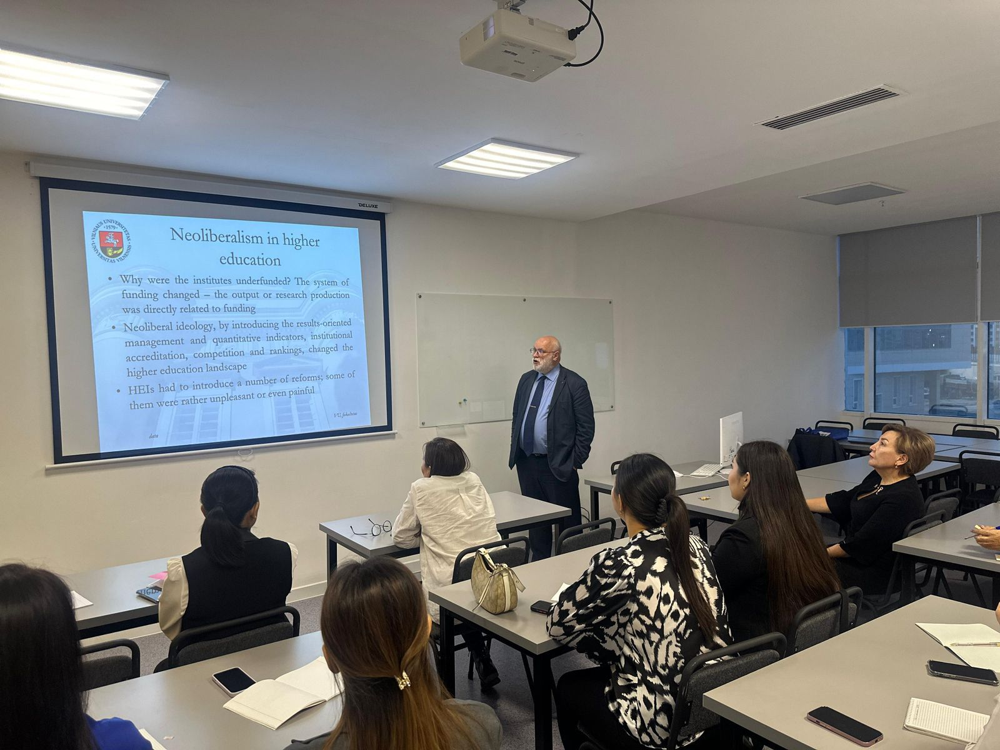 DELUXE
VILNIAUS UNIVERSITETAS
1579
UNIVERSITAS VILNENSIS
Neoliberalism in higher
education
• Why were the institutes underfunded? The system of
funding changed – the output or research production
was directly related to funding
• Neoliberal ideology, by introducing the results-oriented
management and quantitative indicators, institutional
accreditation, competition and rankings, changed the
higher education landscape
• HEIs had to introduce a number of reforms; some of
them were rather unpleasant or even painful
VU, fakultetas
data